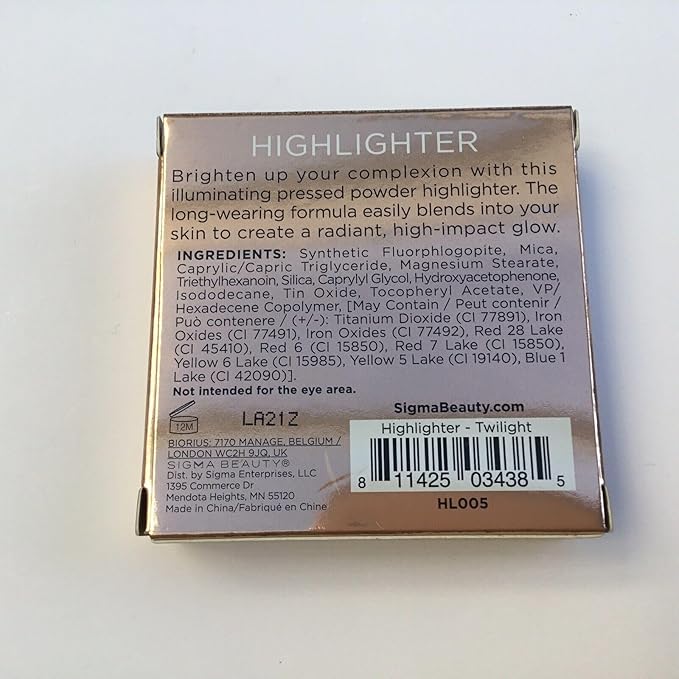 HIGHLIGHTER
Brighten up your complexion with this
illuminating pressed powder highlighter. The
long-wearing formula easily blends into your
skin to create a radiant, high-impact glow.
INGREDIENTS: Synthetic Fluorphlogopite, Mica,
Caprylic/Capric Triglyceride, Magnesium Stearate,
Triethylhexanoin, Silica, Caprylyl Glycol, Hydroxyacetophenone,
Isododecane, Tin Oxide, Tocopheryl Acetate, VP/
Hexadecene Copolymer, [May Contain / Peut contenir /
Può contenere / (+/-): Titanium Dioxide (CI 77891), Iron
Oxides (CI 77491), Iron Oxides (CI 77492), Red 28 Lake
(CI 45410), Red 6 (CI 15850), Red 7 Lake (CI 15850),
Yellow 6 Lake (CI 15985), Yellow 5 Lake (CI 19140), Blue 1
Lake (CI 42090)].
Not intended for the eye area.
12M
LA21Z
BIORIUS: 7170 MANAGE, BELGIUM /
LONDON WC2H 9JQ, UK
SIGMA BEAUTY®
Dist. by Sigma Enterprises, LLC
1395 Commerce Dr
Mendota Heights, MN 55120
Made in China/Fabriqué en Chine
SigmaBeauty.com
Highlighter - Twilight
8 11425 03438 5
HL005